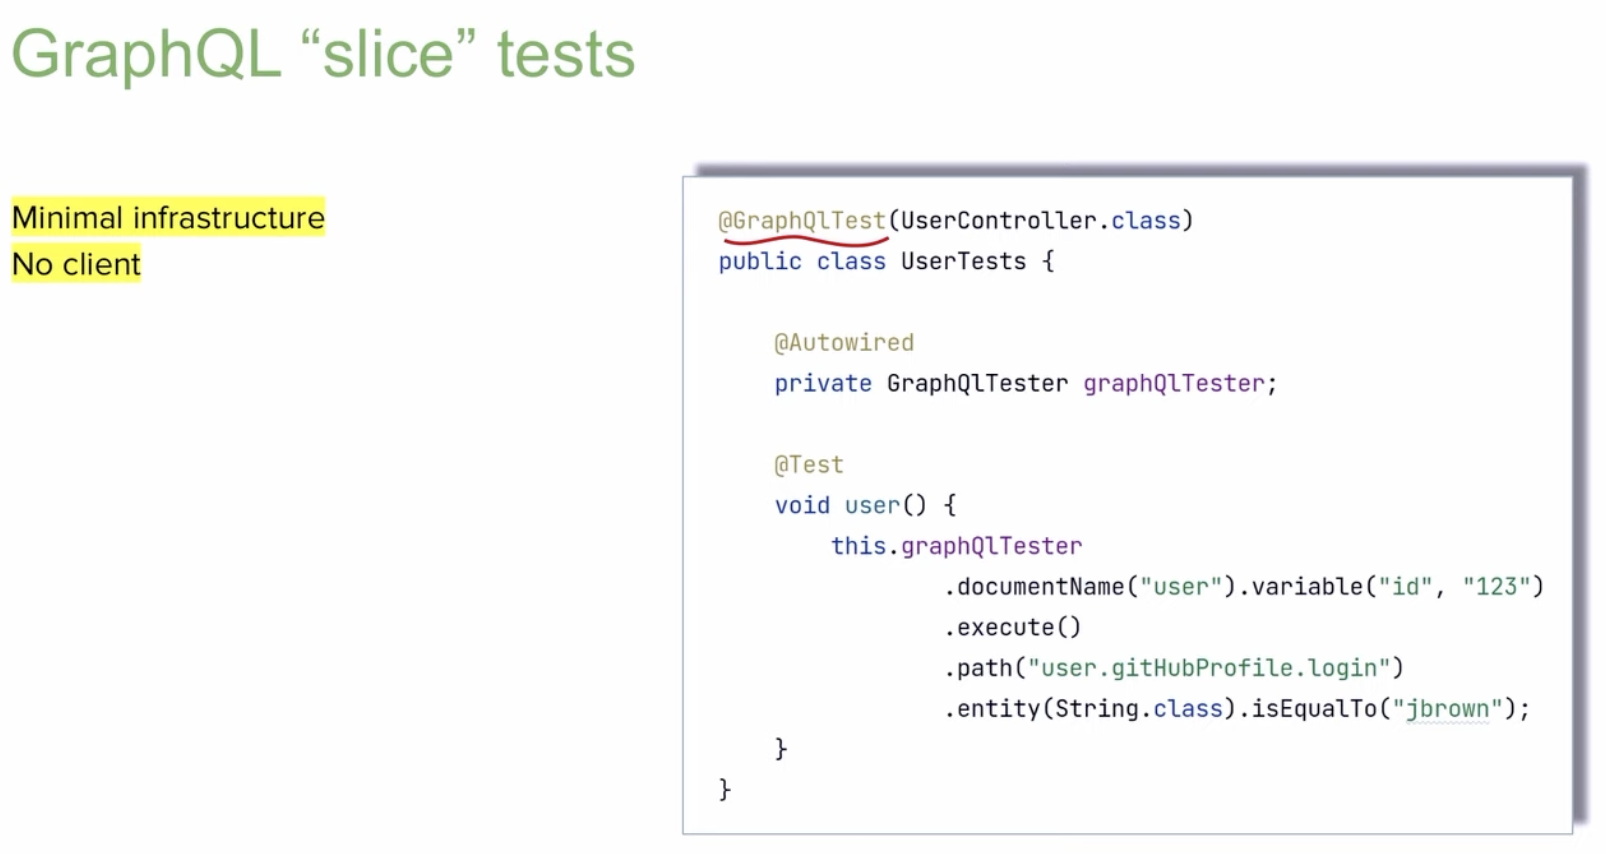 GraphQL “slice” tests
Minimal infrastructure
No client
@GraphQlTest(UserController.class)
public class UserTests {
@Autowired
private GraphQlTester graphQlTester;
@Test
void user() {
this.graphQlTester
.documentName("user").variable("id", "123")
.execute()
.path("user.gitHubProfile.login")
.entity(String.class).isEqualTo("jbrown");
}
}